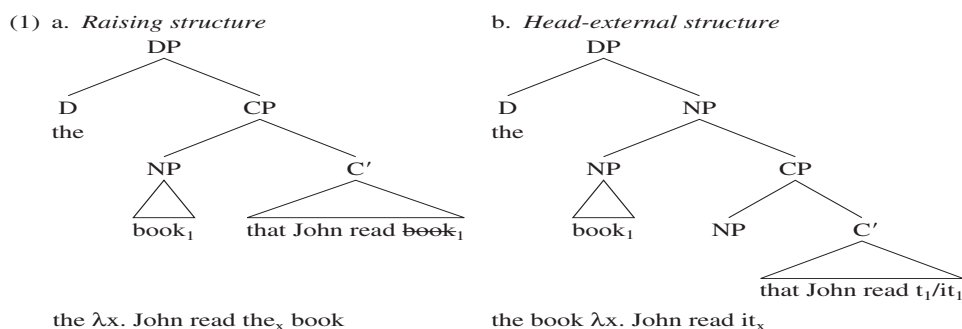 (1) a. Raising structure b. Head-external structure
DP DP
D CP D NP
the the
NP C′ NP CP
book₁ that John read book₁ book₁ NP C′
that John read t₁/it₁
the λx. John read theₓ book the book λx. John read itₓ